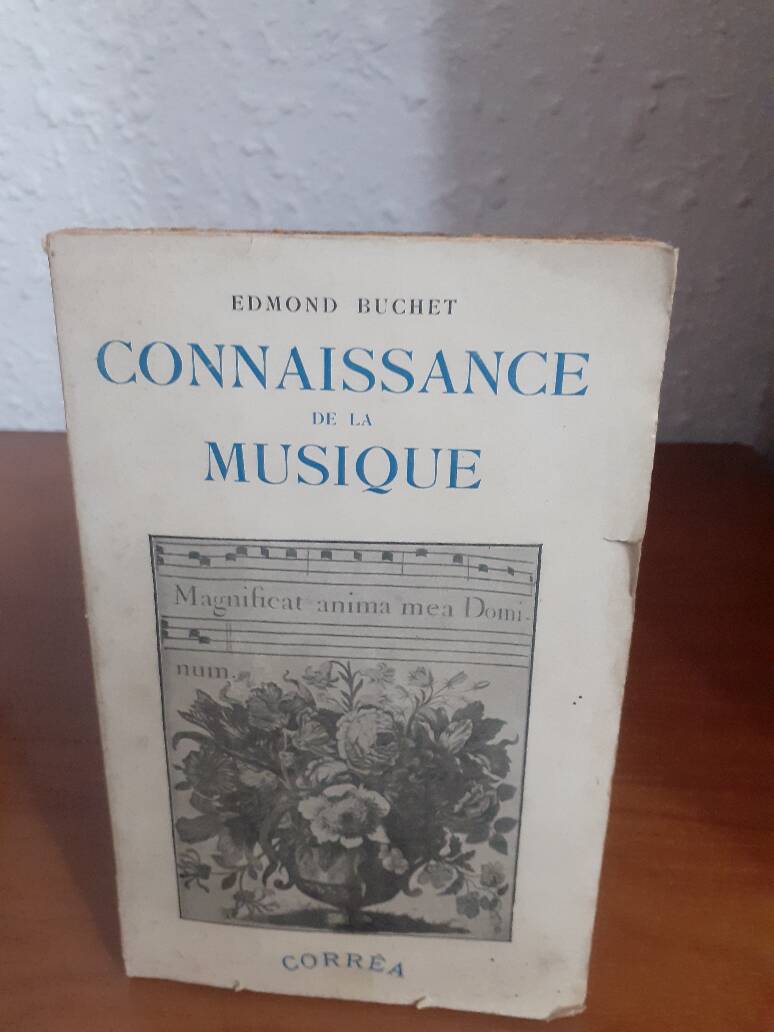 EDMOND BUCHET
CONNAISSANCE
DE LA
MUSIQUE
Magnificat anima mea Domi-
num.
CORRÊA